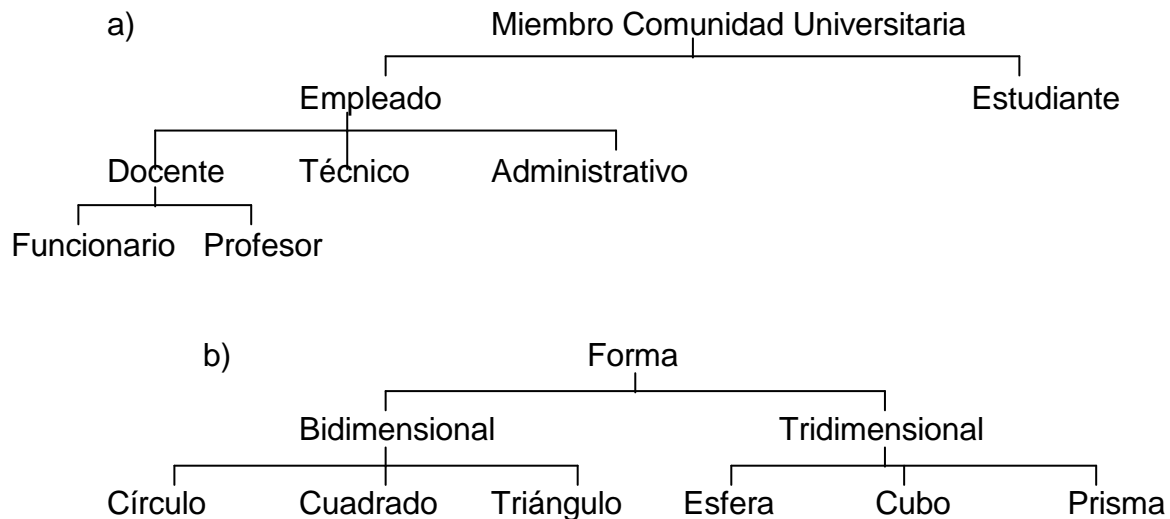 a) Miembro Comunidad Universitaria
Empleado Estudiante
Docente Técnico Administrativo
Funcionario Profesor
b) Forma
Bidimensional Tridimensional
Círculo Cuadrado Triángulo Esfera Cubo Prisma